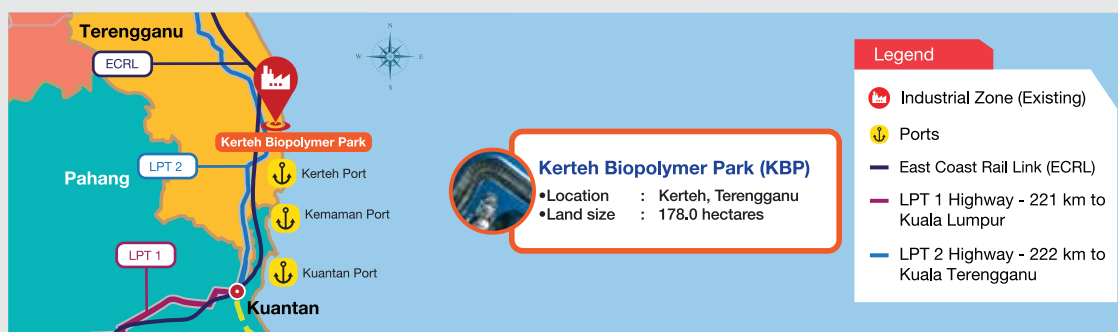 Terengganu
ECRL
N
W
E
S
Kerteh Biopolymer Park
LPT 2
Pahang
Kerteh Port
Kemaman Port
LPT 1
Kuantan Port
Kuantan
Kerteh Biopolymer Park (KBP)
•Location : Kerteh, Terengganu
•Land size : 178.0 hectares
Legend
Industrial Zone (Existing)
Ports
East Coast Rail Link (ECRL)
LPT 1 Highway - 221 km to
Kuala Lumpur
LPT 2 Highway - 222 km to
Kuala Terengganu